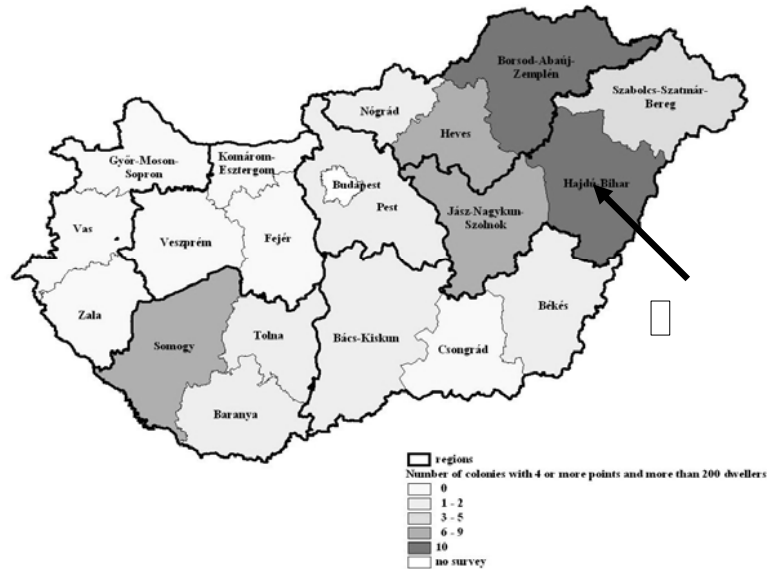 Borsod-Abaúj-
Zemplén
Szabolcs-Szatmár-
Bereg
Nógrád
Heves
Győr-Moson-
Sopron
Komárom-
Esztergom
Budapest
Pest
Hajdú-Bihar
Jász-Nagykun-
Szolnok
Vas
Veszprém
Fejér
Zala
Somogy
Tolna
Bács-Kiskun
Csongrád
Békés
Baranya
regions
Number of colonies with 4 or more points and more than 200 dwellers
0
1 - 2
3 - 5
6 - 9
10
no survey